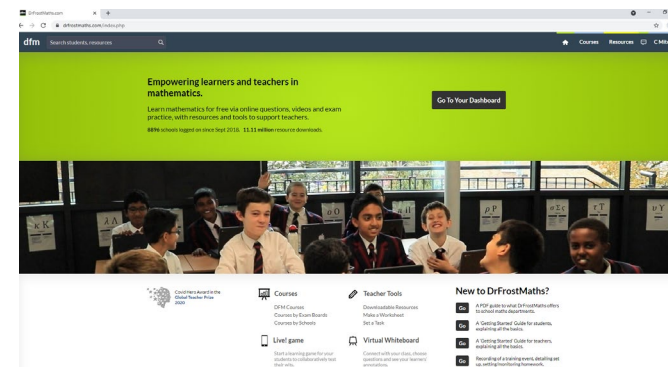 DrFrostMaths.com
drfrostmaths.com/index.php
dfm
Search students, resources
Courses Resources C Mit
Empowering learners and teachers in
mathematics.
Learn mathematics for free via online questions, videos and exam
practice, with resources and tools to support teachers.
8896 schools logged on since Sept 2018, 11.11 million resource downloads.
Go To Your Dashboard
κ Κ
λ Λ
ο Ο
ρ Ρ
σ Σ ς
τ Τ
υ Υ
Covid Hero Award in the
Global Teacher Prize
2020
Courses
DFM Courses
Courses by Exam Boards
Courses by Schools
Teacher Tools
Downloadable Resources
Make a Worksheet
Set a Task
Live! game
Start a learning game for your
students to collaboratively test
their wits.
Virtual Whiteboard
Connect with your class, choose
questions and see your learners'
annotations.
New to DrFrostMaths?
Go A PDF guide to what DrFrostMaths offers
to school maths departments.
Go A 'Getting Started' Guide for students,
explaining all the basics.
Go A 'Getting Started' Guide for teachers,
explaining all the basics.
Go Recording of a training event, detailing set
up, setting/monitoring homework,